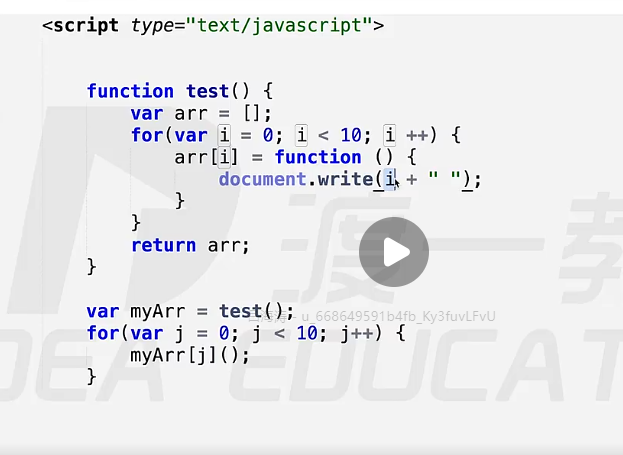 <script type="text/javascript">
function test() {
var arr = [];
for(var i = 0; i < 10; i ++) {
arr[i] = function () {
document.write(i + " ");
}
}
return arr;
}
渡一教
var myArr = test();
u_668649591b4fb_Ky3fuvLFvU
for(var j = 0; j < 10; j++) {
myArr[j]();
}
DEA EDUCAT